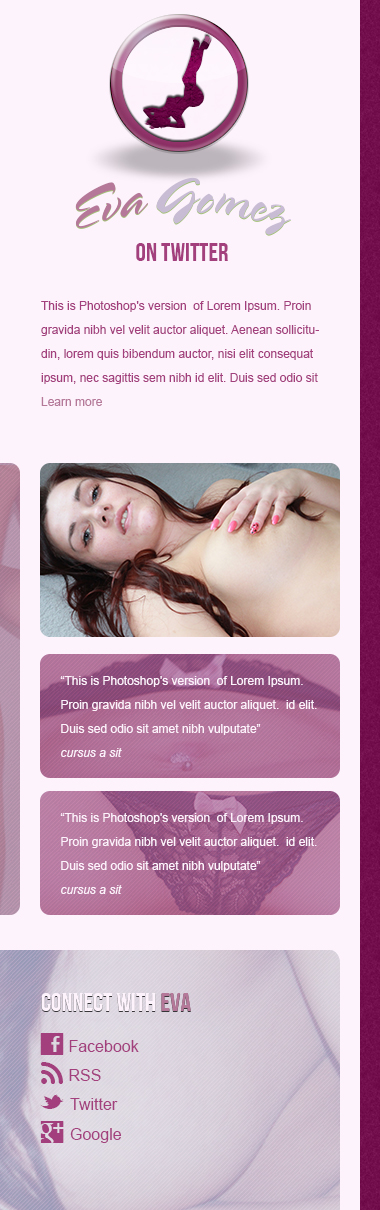 Eva Gomez
ON TWITTER
This is Photoshop's version of Lorem Ipsum. Proin
gravida nibh vel velit auctor aliquet. Aenean sollicitu-
din, lorem quis bibendum auctor, nisi elit consequat
ipsum, nec sagittis sem nibh id elit. Duis sed odio sit
Learn more
“This is Photoshop's version of Lorem Ipsum.
Proin gravida nibh vel velit auctor aliquet. id elit.
Duis sed odio sit amet nibh vulputate”
cursus a sit
“This is Photoshop's version of Lorem Ipsum.
Proin gravida nibh vel velit auctor aliquet. id elit.
Duis sed odio sit amet nibh vulputate”
cursus a sit
CONNECT WITH EVA
Facebook
RSS
Twitter
Google